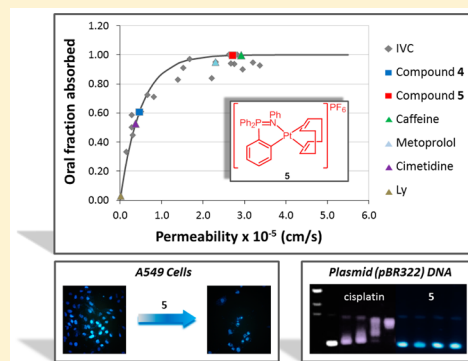 Oral fraction absorbed
1.20
1.00
0.80
0.60
0.40
0.20
0.00
0.0 1.0 2.0 3.0 4.0 5.0 6.0
Permeability x 10⁻⁵ (cm/s)
IVC
Compound 4
Compound 5
Caffeine
Metoprolol
Cimetidine
Ly
Ph
Ph₂P=N
Pt
PF₆
5
A549 Cells
5
Plasmid (pBR322) DNA
cisplatin
5